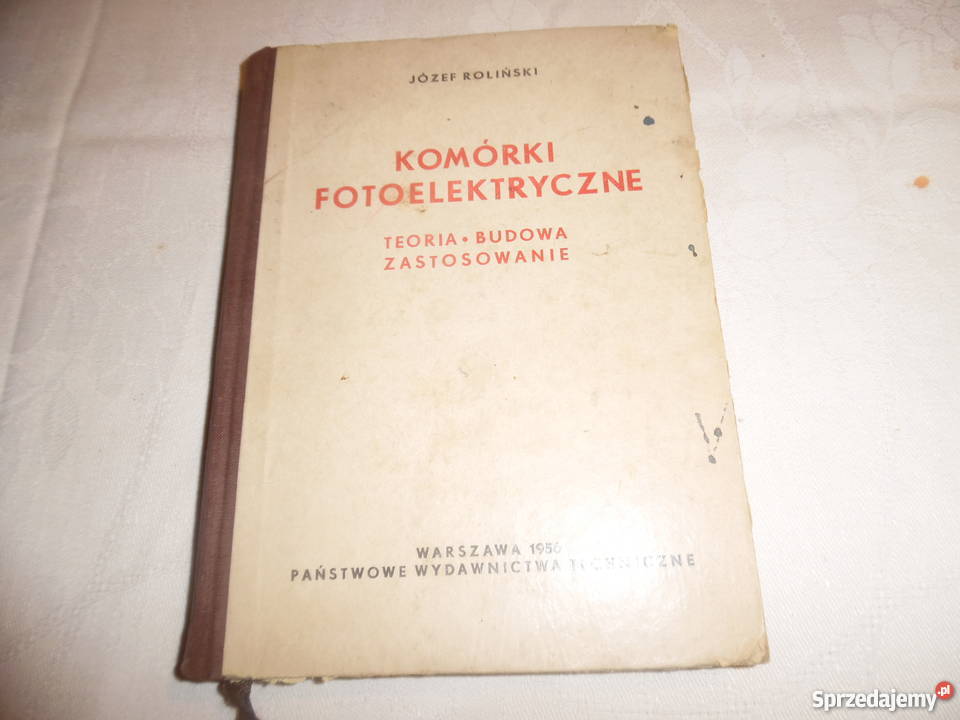 JÓZEF ROLIŃSKI
KOMÓRKI
FOTOELEKTRYCZNE
TEORIA • BUDOWA
ZASTOSOWANIE
WARSZAWA 1956
PAŃSTWOWE WYDAWNICTWA TECHNICZNE
Sprzedajemy.pl